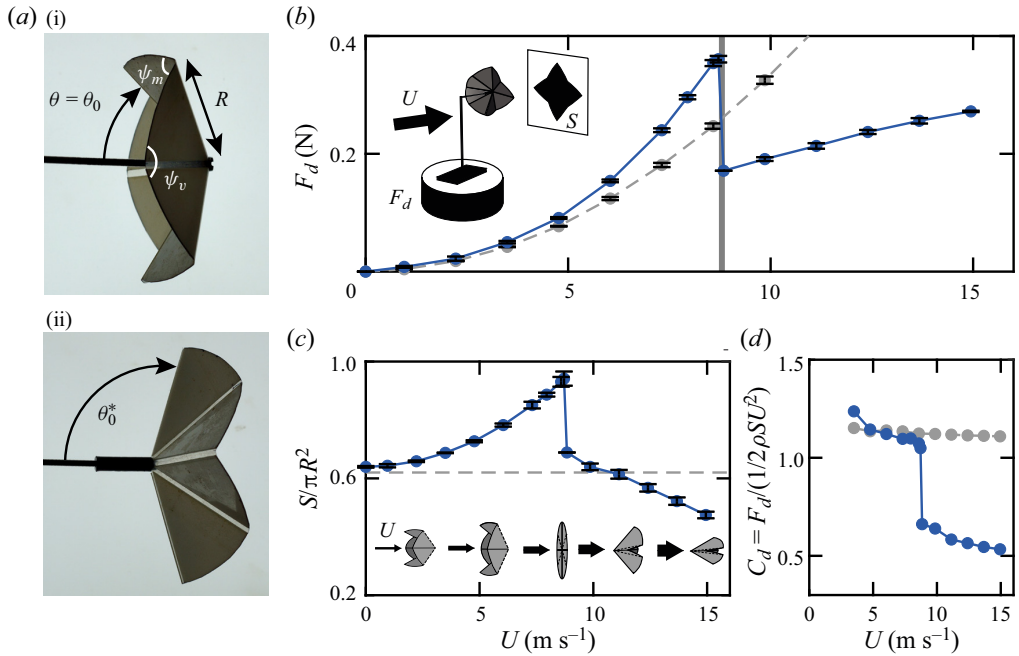 (a) (i)
ψm
θ = θ0
R
ψv
(ii)
θ0*
(b)
0.4
0.2
0
Fd (N)
U
S
Fd
0 5 10 15
(c)
1.0
0.6
0.2
S/πR²
U
0 5 10 15
U (m s⁻¹)
(d)
1.5
1.0
0.5
Cd = Fd/(1/2ρSU²)
0 5 10 15
U (m s⁻¹)